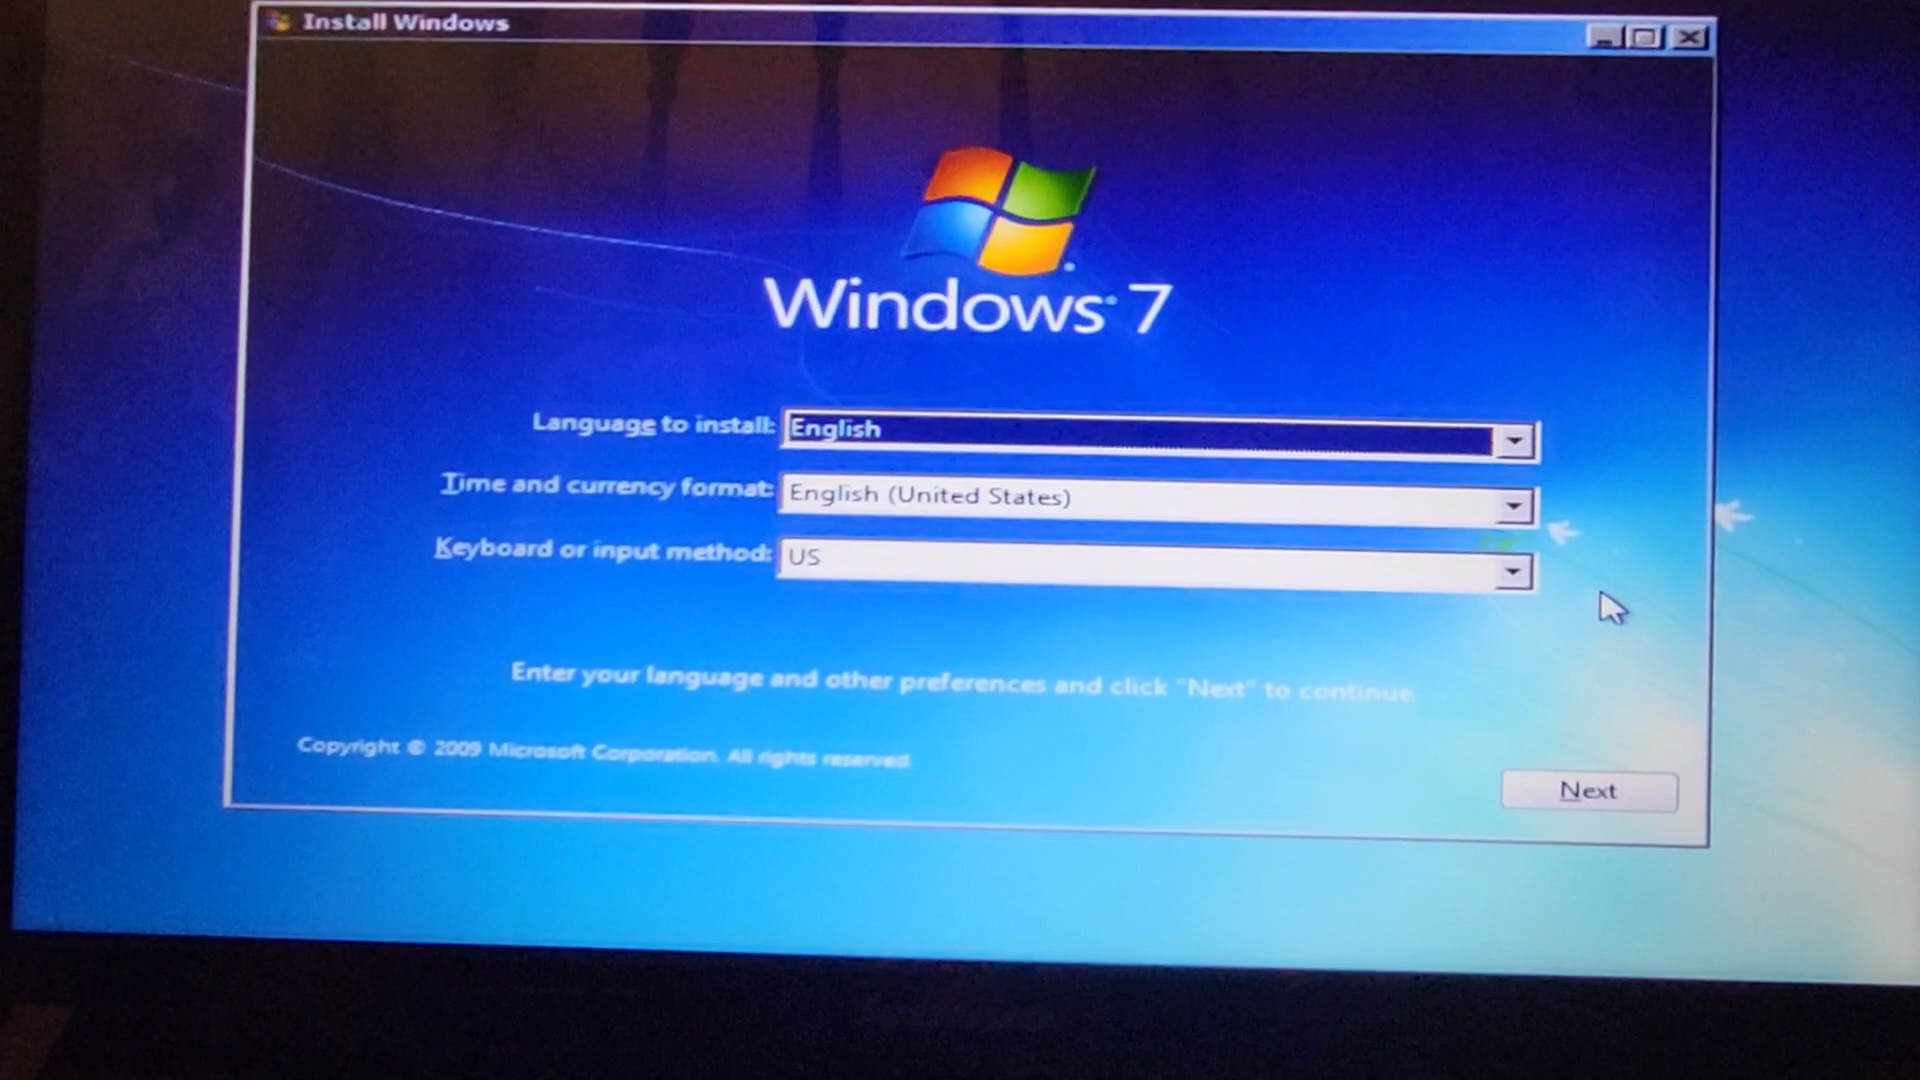 Install Windows
Windows 7
Language to install: English
Time and currency format: English (United States)
Keyboard or input method: US
Enter your language and other preferences and click "Next" to continue.
Copyright © 2009 Microsoft Corporation. All rights reserved.
Next